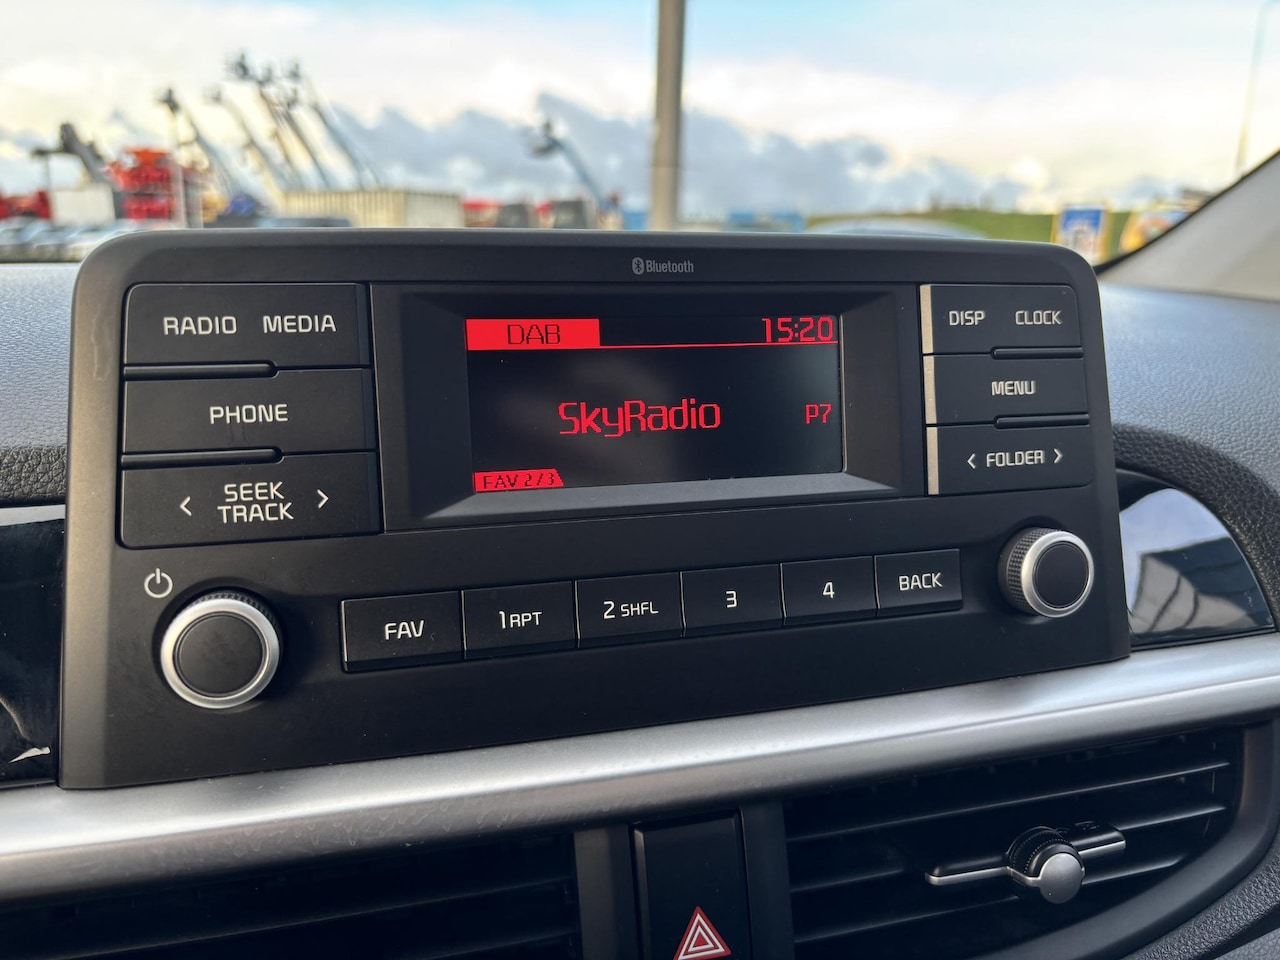 Bluetooth
RADIO MEDIA
PHONE
< SEEK TRACK >
DAB 15:20
SkyRadio P7
FAV 2/3
DISP CLOCK
MENU
< FOLDER >
FAV 1 RPT 2 SHFL 3 4 BACK